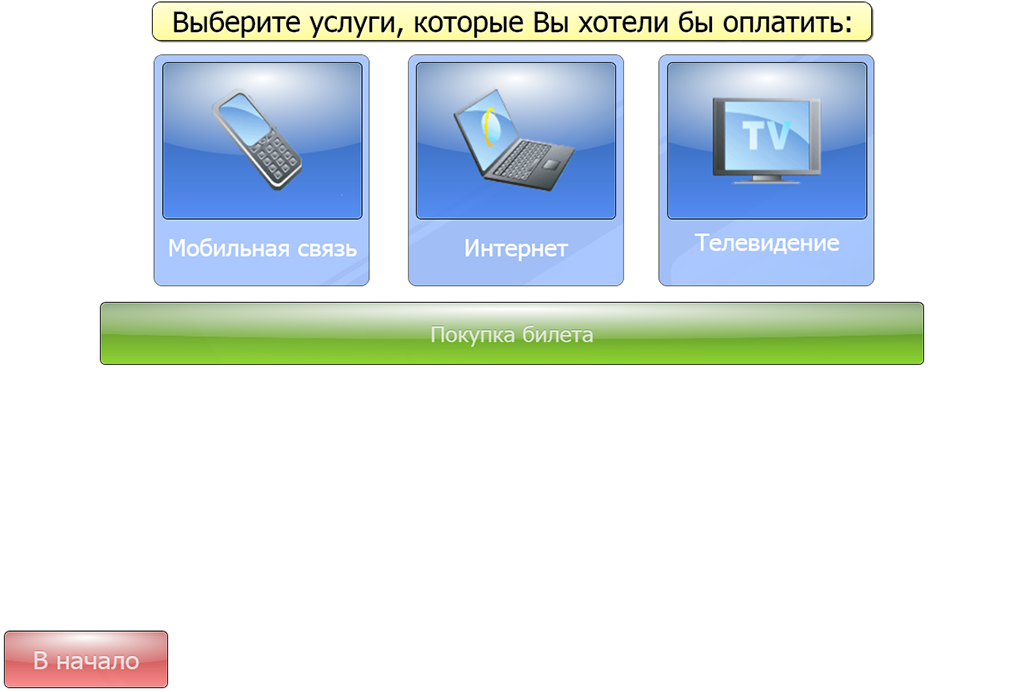 Выберите услуги, которые Вы хотели бы оплатить:
TV
Мобильная связь
Интернет
Телевидение
Покупка билета
В начало